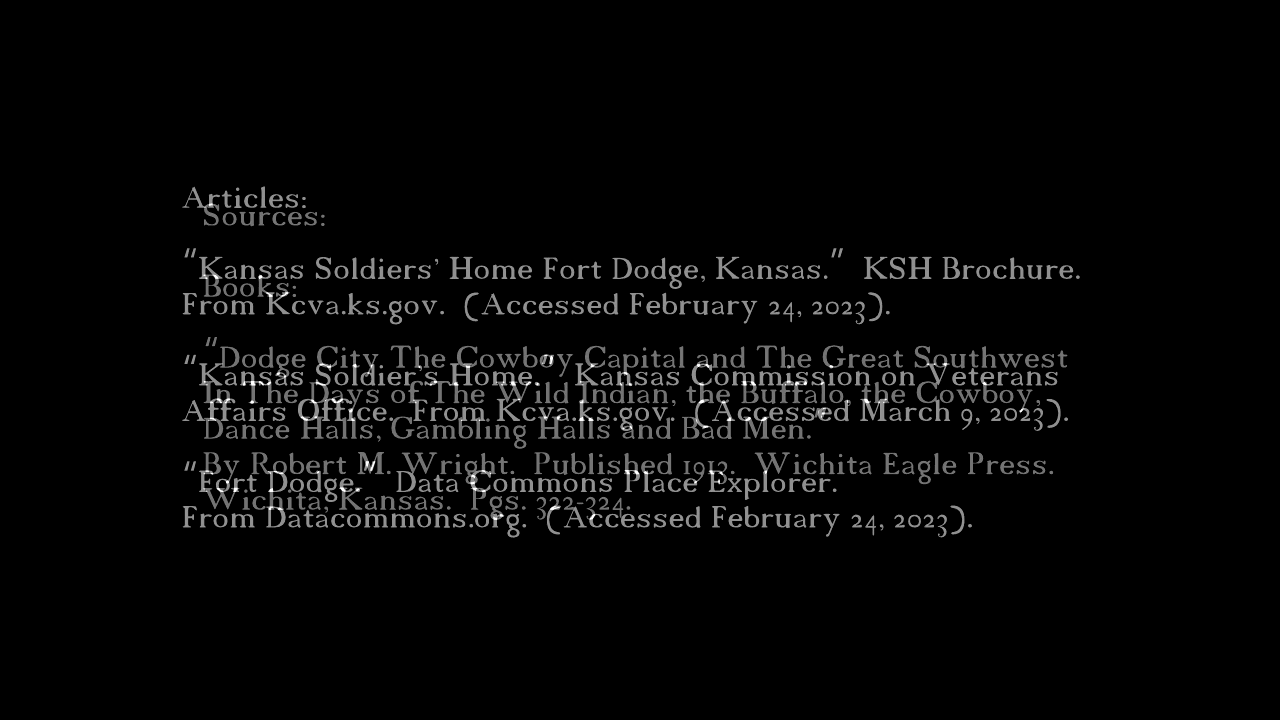 Articles:
Sources:
"Kansas Soldiers' Home Fort Dodge, Kansas."  KSH Brochure.
Books:
From Kcva.ks.gov.  (Accessed February 24, 2023).
"Dodge City, The Cowboy Capital and The Great Southwest
"Kansas Soldier's Home."  Kansas Commission on Veterans
In The Days of The Wild Indian, the Buffalo, the Cowboy,
Affairs Office.  From Kcva.ks.gov.  (Accessed March 9, 2023).
Dance Halls, Gambling Halls and Bad Men."
By Robert M. Wright.  Published 1913.  Wichita Eagle Press.
"Fort Dodge."  Data Commons Place Explorer.
Wichita, Kansas.  Pgs. 322-324.
From Datacommons.org.  (Accessed February 24, 2023).